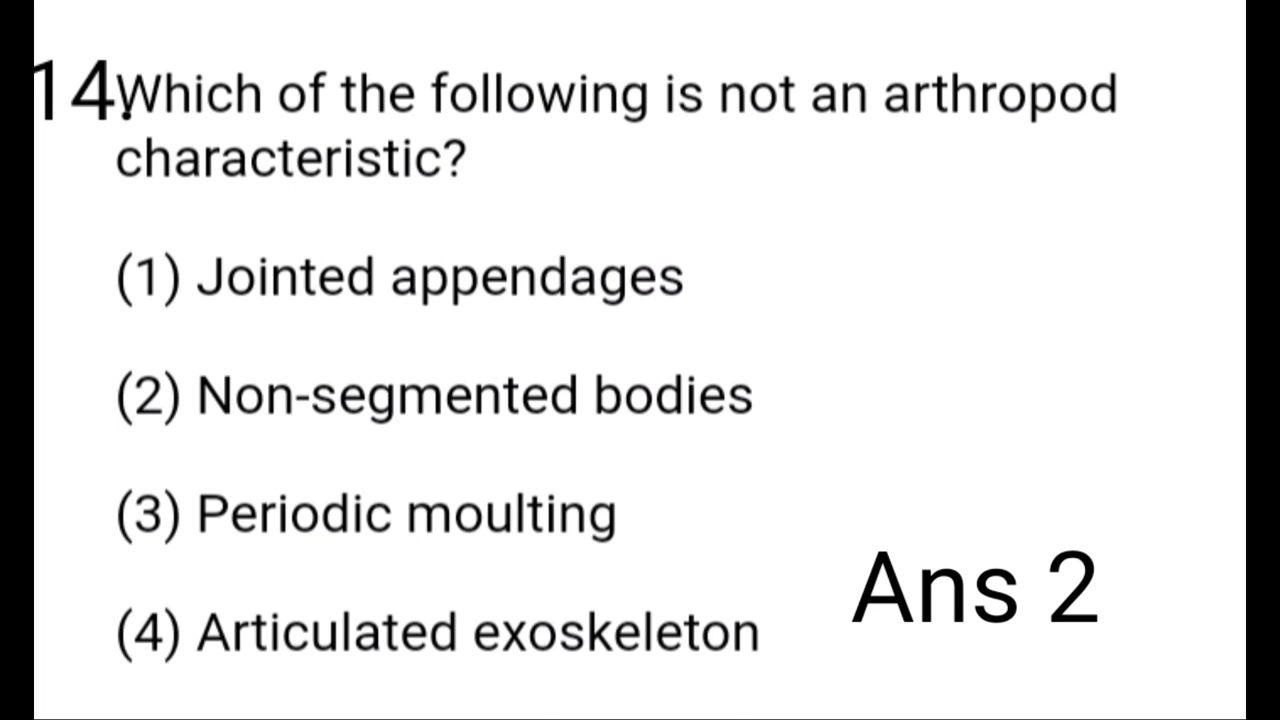 14.Which of the following is not an arthropod
characteristic?
(1) Jointed appendages
(2) Non-segmented bodies
(3) Periodic moulting
(4) Articulated exoskeleton
Ans 2